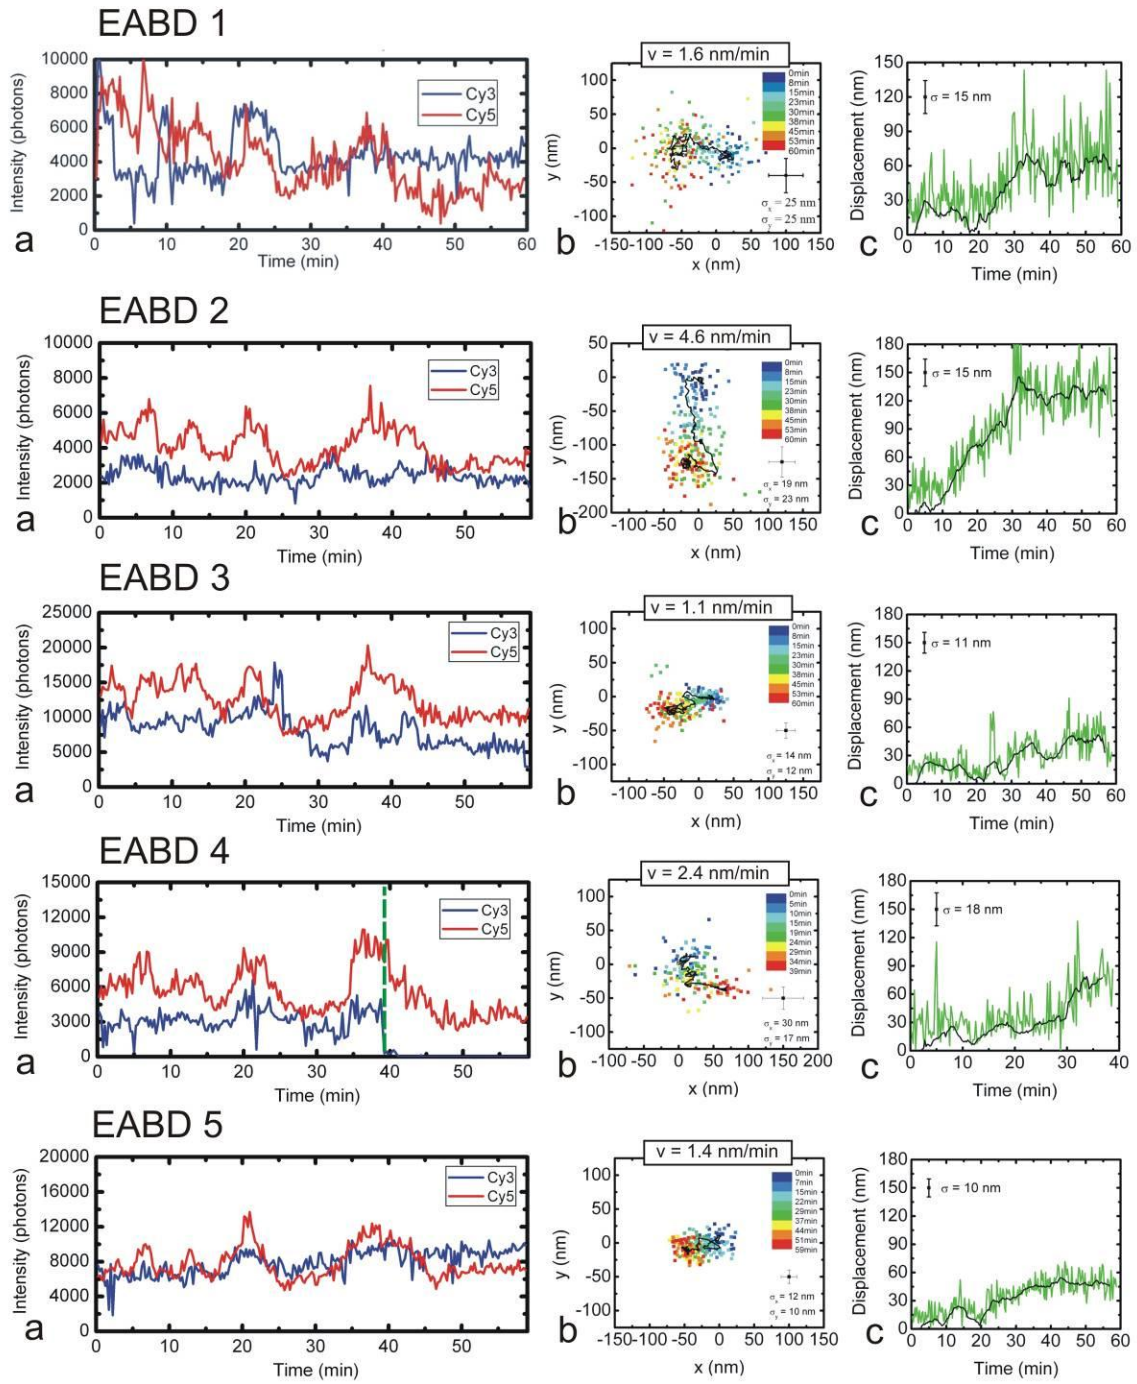 EABD 1
10000
8000
6000
4000
2000
0
Intensity (photons)
Cy3
Cy5
0 10 20 30 40 50 60
Time (min)
a
v = 1.6 nm/min
100
50
0
-50
-100
y (nm)
0min
8min
15min
23min
30min
38min
45min
53min
60min
σx = 25 nm
σy = 25 nm
-150 -100 -50 0 50 100 150
x (nm)
b
150
120
90
60
30
0
Displacement (nm)
σ = 15 nm
0 10 20 30 40 50 60
Time (min)
c
EABD 2
10000
8000
6000
4000
2000
0
Intensity (photons)
Cy3
Cy5
0 10 20 30 40 50
Time (min)
a
v = 4.6 nm/min
50
0
-50
-100
-150
-200
y (nm)
0min
8min
15min
23min
30min
38min
45min
53min
60min
σx = 19 nm
σy = 23 nm
-100 -50 0 50 100 150
x (nm)
b
180
150
120
90
60
30
0
Displacement (nm)
σ = 15 nm
0 10 20 30 40 50 60
Time (min)
c
EABD 3
25000
20000
15000
10000
5000
0
Intensity (photons)
Cy3
Cy5
0 10 20 30 40 50
Time (min)
a
v = 1.1 nm/min
100
50
0
-50
-100
y (nm)
0min
8min
15min
23min
30min
38min
45min
53min
60min
σx = 14 nm
σy = 12 nm
-100 -50 0 50 100 150
x (nm)
b
180
150
120
90
60
30
0
Displacement (nm)
σ = 11 nm
0 10 20 30 40 50 60
Time (min)
c
EABD 4
15000
12000
9000
6000
3000
0
Intensity (photons)
Cy3
Cy5
0 10 20 30 40 50
Time (min)
a
v = 2.4 nm/min
100
50
0
-50
-100
y (nm)
0min
5min
10min
15min
19min
24min
29min
34min
39min
σx = 30 nm
σy = 17 nm
-100 -50 0 50 100 150 200
x (nm)
b
180
150
120
90
60
30
0
Displacement (nm)
σ = 18 nm
0 10 20 30 40
Time (min)
c
EABD 5
20000
16000
12000
8000
4000
0
Intensity (photons)
Cy3
Cy5
0 10 20 30 40 50
Time (min)
a
v = 1.4 nm/min
100
50
0
-50
-100
y (nm)
0min
7min
15min
22min
29min
37min
44min
51min
59min
σx = 12 nm
σy = 10 nm
-150 -100 -50 0 50 100 150
x (nm)
b
180
150
120
90
60
30
0
Displacement (nm)
σ = 10 nm
0 10 20 30 40 50 60
Time (min)
c